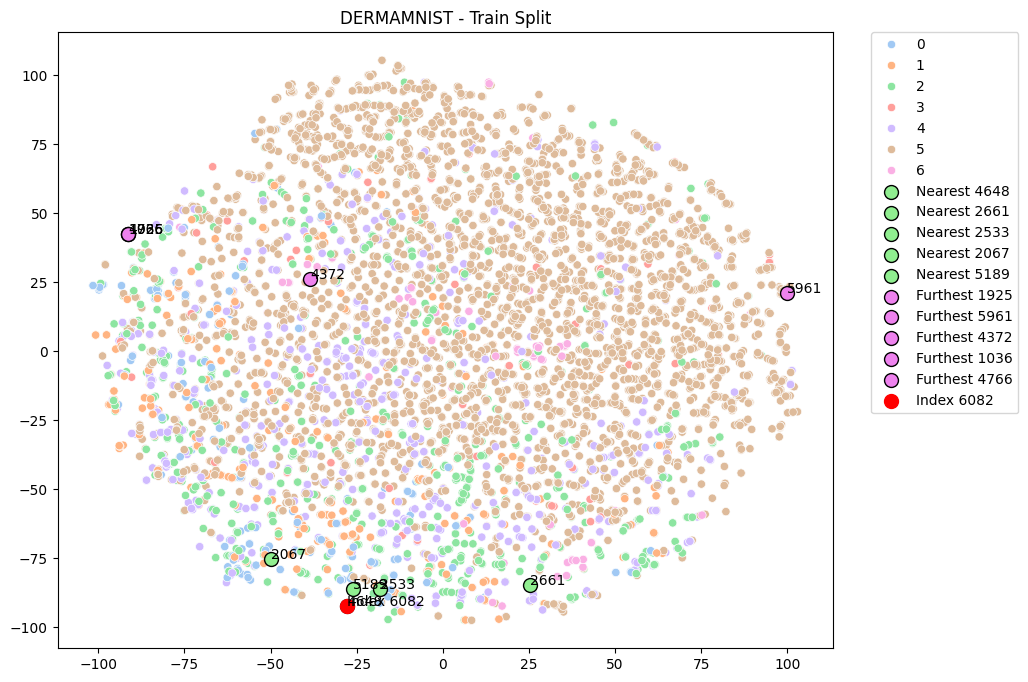 DERMAMNIST - Train Split
100
75
50
25
0
−25
−50
−75
−100
−100
−75
−50
−25
0
25
50
75
100
4372
5961
2067
5189
2533
2661
Index 6082
0
1
2
3
4
5
6
Nearest 4648
Nearest 2661
Nearest 2533
Nearest 2067
Nearest 5189
Furthest 1925
Furthest 5961
Furthest 4372
Furthest 1036
Furthest 4766
Index 6082